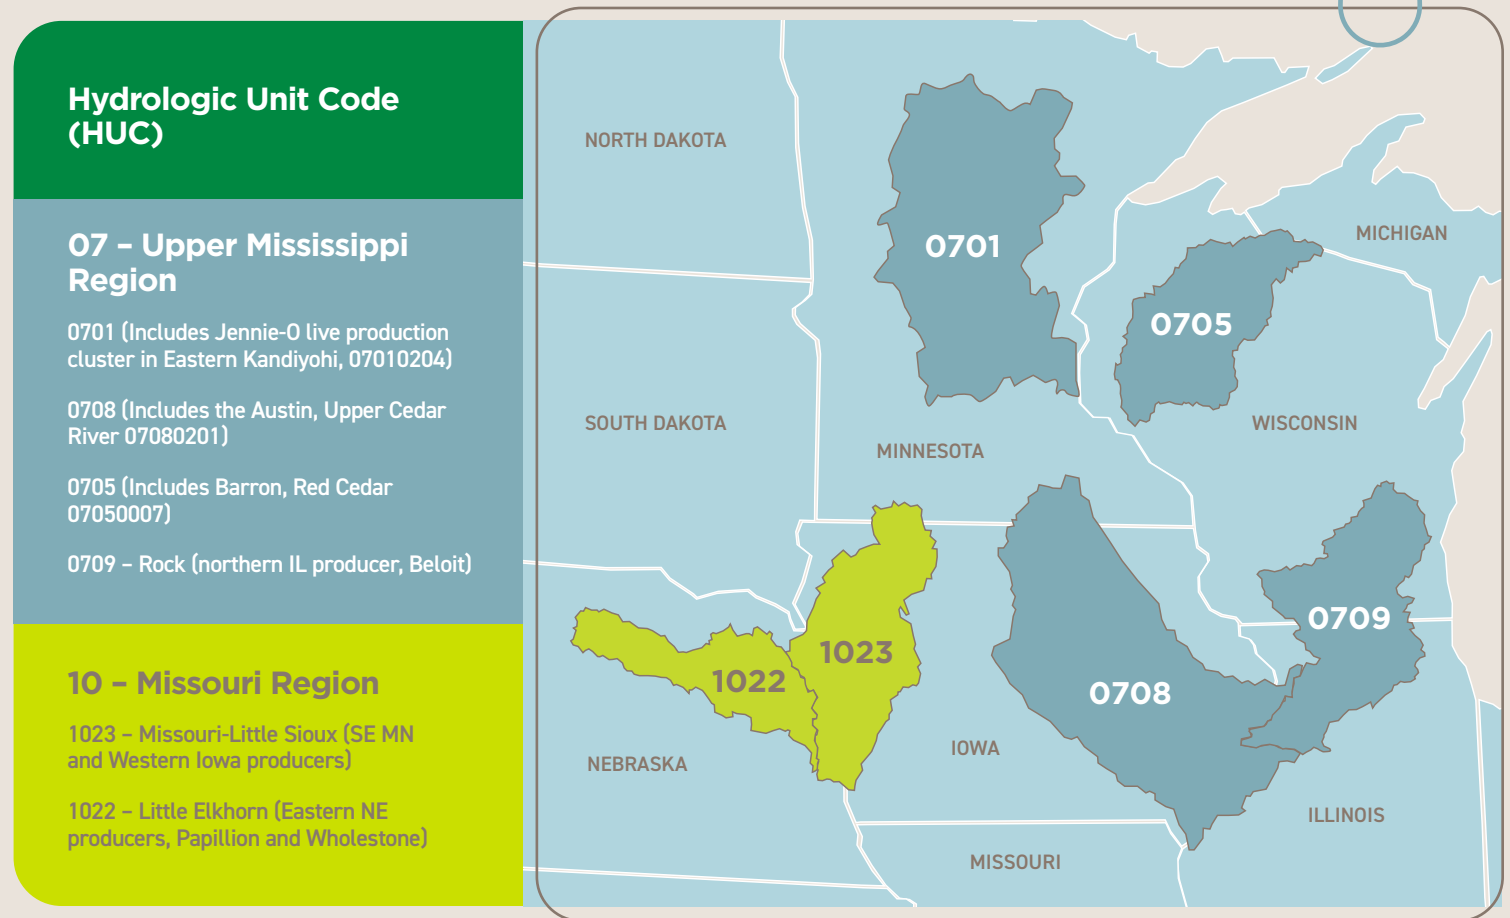 Hydrologic Unit Code
(HUC)
07 – Upper Mississippi
Region
0701 (Includes Jennie-O live production
cluster in Eastern Kandiyohi, 07010204)
0708 (Includes the Austin, Upper Cedar
River 07080201)
0705 (Includes Barron, Red Cedar
07050007)
0709 – Rock (northern IL producer, Beloit)
10 – Missouri Region
1023 – Missouri-Little Sioux (SE MN
and Western Iowa producers)
1022 – Little Elkhorn (Eastern NE
producers, Papillion and Wholestone)
NORTH DAKOTA
MICHIGAN
0701
0705
SOUTH DAKOTA
WISCONSIN
MINNESOTA
0709
1023
1022
0708
IOWA
NEBRASKA
ILLINOIS
MISSOURI